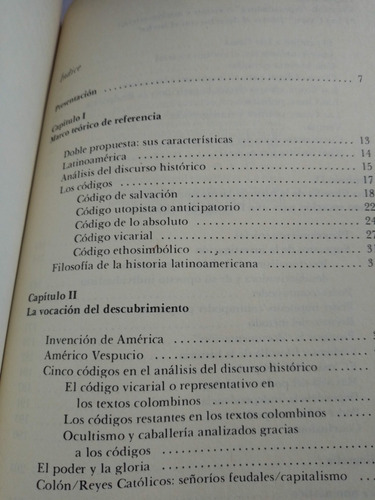 Índice
Presentación 7
Capítulo I
Marco teórico de referencia
Doble propuesta: sus características 13
Latinoamérica 14
Análisis del discurso histórico 15
Los códigos 17
Código de salvación 18
Código utopista o anticipatorio 22
Código de lo absoluto 24
Código vicarial 27
Código ethosimbólico 3
Filosofía de la historia latinoamericana 3
Capítulo II
La vocación del descubrimiento
Invención de América
Américo Vespucio
Cinco códigos en el análisis del discurso histórico
El código vicarial o representativo en
los textos colombinos
Los códigos restantes en los textos colombinos
Ocultismo y caballería analizados gracias
a los códigos
El poder y la gloria
Colón/Reyes Católicos: señoríos feudales/capitalismo